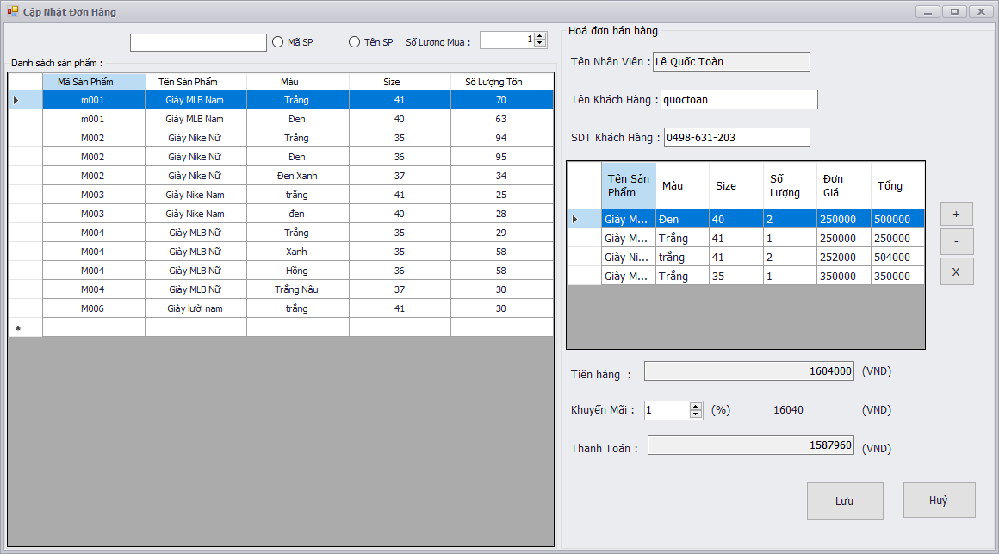 Cập Nhật Đơn Hàng
Mã SP Tên SP Số Lượng Mua : 1
Danh sách sản phẩm :
Mã Sản Phẩm Tên Sản Phẩm Màu Size Số Lượng Tồn
m001 Giày MLB Nam Trắng 41 70
m001 Giày MLB Nam Đen 40 63
M002 Giày Nike Nữ Trắng 35 94
M002 Giày Nike Nữ Đen 36 95
M002 Giày Nike Nữ Đen Xanh 37 34
M003 Giày Nike Nam trắng 41 25
M003 Giày Nike Nam đen 40 28
M004 Giày MLB Nữ Trắng 35 29
M004 Giày MLB Nữ Xanh 35 58
M004 Giày MLB Nữ Hồng 36 58
M004 Giày MLB Nữ Trắng Nâu 37 30
M006 Giày lười nam trắng 41 30
Hoá đơn bán hàng
Tên Nhân Viên : Lê Quốc Toàn
Tên Khách Hàng : quoctoan
SDT Khách Hàng : 0498-631-203
Tên Sản Phẩm Màu Size Số Lượng Đơn Giá Tổng
Giày M... Đen 40 2 250000 500000
Giày M... Trắng 41 1 250000 250000
Giày Ni... trắng 41 2 252000 504000
Giày M... Trắng 35 1 350000 350000
+
-
X
Tiền hàng : 1604000 (VND)
Khuyến Mãi : 1 (%) 16040 (VND)
Thanh Toán : 1587960 (VND)
Lưu Huỷ